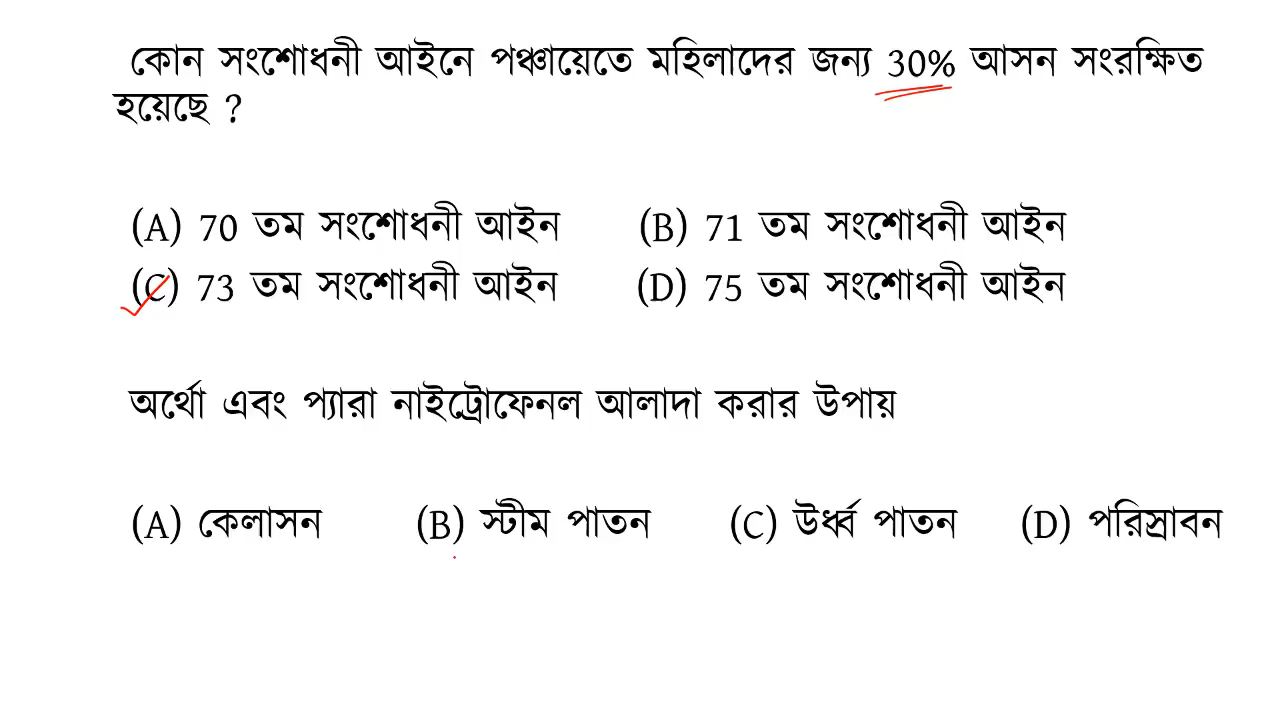 কোন সংশোধনী আইনে পঞ্চায়েতে মহিলাদের জন্য 30% আসন সংরক্ষিত
হয়েছে ?
(A) 70 তম সংশোধনী আইন (B) 71 তম সংশোধনী আইন
(C) 73 তম সংশোধনী আইন (D) 75 তম সংশোধনী আইন
অর্থো এবং প্যারা নাইট্রোফেনল আলাদা করার উপায়
(A) কেলাসন (B) স্টীম পাতন (C) উর্ধ্ব পাতন (D) পরিস্রাবন